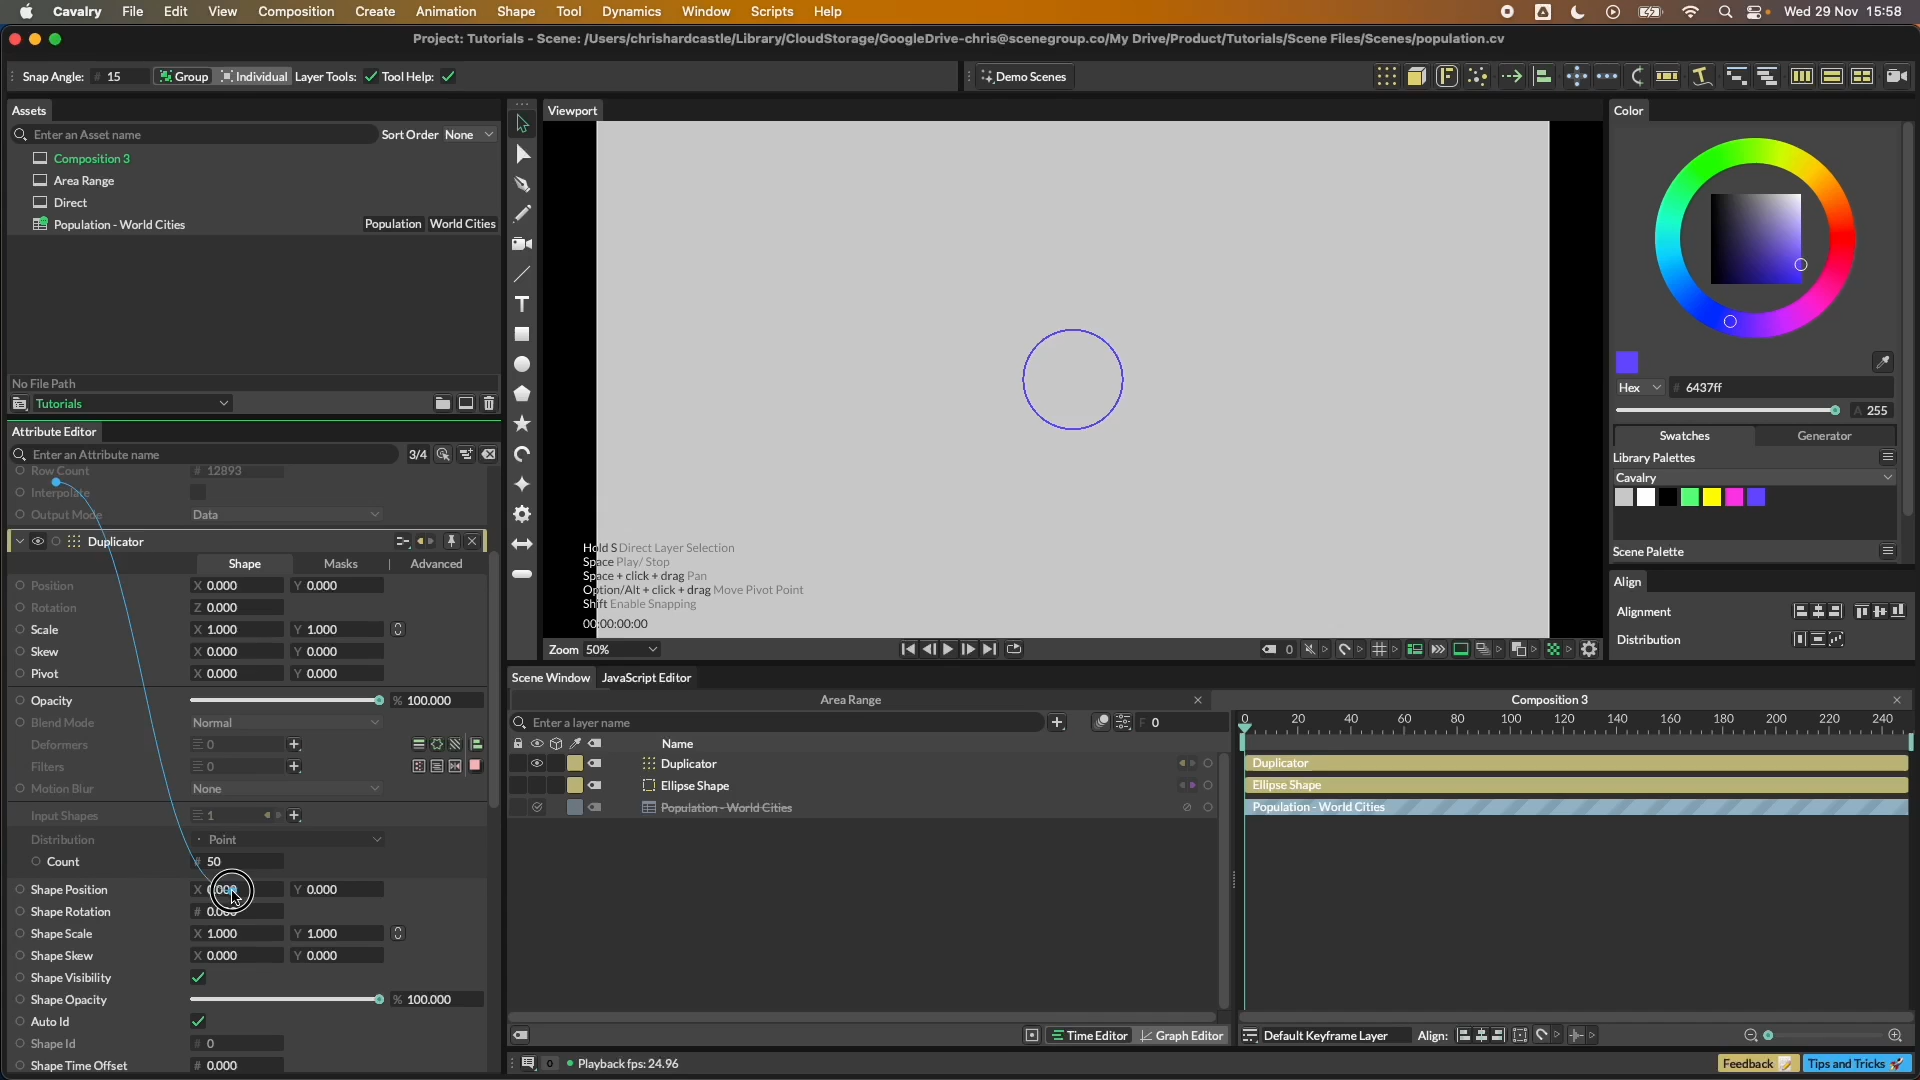 Cavalry File Edit View Composition Create Animation Shape Tool Dynamics Window Scripts Help Wed 29 Nov 15:58
Project: Tutorials - Scene: /Users/chrishardcastle/Library/CloudStorage/GoogleDrive-chris@scenegroup.co/My Drive/Product/Tutorials/Scene Files/Scenes/population.cv
Snap Angle: # 15 Group Individual Layer Tools: Tool Help: Demo Scenes
Assets
Enter an Asset name Sort Order None
Composition 3
Area Range
Direct
Population - World Cities Population World Cities
No File Path
Tutorials
Attribute Editor
Enter an Attribute name 3/4
Row Count # 12893
Interpolate
Output Mode Data
Duplicator
Shape Masks Advanced
Position X 0.000 Y 0.000
Rotation Z 0.000
Scale X 1.000 Y 1.000
Skew X 0.000 Y 0.000
Pivot X 0.000 Y 0.000
Opacity % 100.000
Blend Mode Normal
Deformers 0
Filters 0
Motion Blur None
Input Shapes 1
Distribution Point
Count # 50
Shape Position X 0.000 Y 0.000
Shape Rotation # 0.000
Shape Scale X 1.000 Y 1.000
Shape Skew X 0.000 Y 0.000
Shape Visibility
Shape Opacity % 100.000
Auto Id
Shape Id # 0
Shape Time Offset # 0.000
Viewport
Hold S Direct Layer Selection
Space Play/ Stop
Space + click + drag Pan
Option/Alt + click + drag Move Pivot Point
Shift Enable Snapping
00:00:00:00
Zoom 50% 0
Scene Window JavaScript Editor
Area Range Composition 3
Enter a layer name F 0
0 20 40 60 80 100 120 140 160 180 200 220 240
Name
Duplicator Duplicator
Ellipse Shape Ellipse Shape
Population - World Cities Population - World Cities
Time Editor Graph Editor Default Keyframe Layer Align:
0 Playback fps: 24.96 Feedback Tips and Tricks
Color
Hex # 6437ff
A 255
Swatches Generator
Library Palettes
Cavalry
Scene Palette
Align
Alignment
Distribution